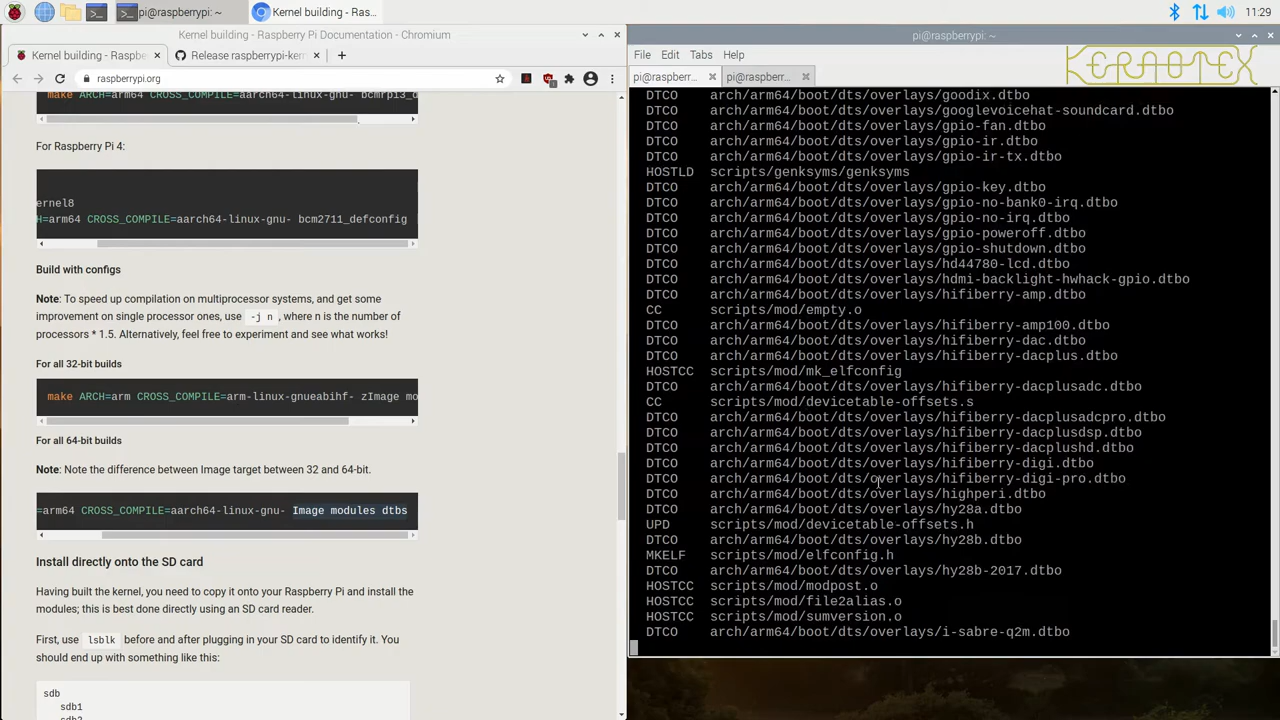 pi@raspberrypi: ~
Kernel building - Ras...
11:29
Kernel building - Raspberry Pi Documentation - Chromium
Kernel building - Raspbe
Release raspberrypi-kern
raspberrypi.org
make ARCH=arm64 CROSS_COMPILE=aarch64-linux-gnu- bcmrpi3_d
For Raspberry Pi 4:
ernel8
H=arm64 CROSS_COMPILE=aarch64-linux-gnu- bcm2711_defconfig
Build with configs
Note: To speed up compilation on multiprocessor systems, and get some
improvement on single processor ones, use -j n , where n is the number of
processors * 1.5. Alternatively, feel free to experiment and see what works!
For all 32-bit builds
make ARCH=arm CROSS_COMPILE=arm-linux-gnueabihf- zImage mo
For all 64-bit builds
Note: Note the difference between Image target between 32 and 64-bit.
=arm64 CROSS_COMPILE=aarch64-linux-gnu- Image modules dtbs
Install directly onto the SD card
Having built the kernel, you need to copy it onto your Raspberry Pi and install the
modules; this is best done directly using an SD card reader.
First, use lsblk before and after plugging in your SD card to identify it. You
should end up with something like this:
sdb
sdb1
sdb2
pi@raspberrypi: ~
File Edit Tabs Help
KERAOTEX
pi@raspberr...
pi@raspberr...
DTCO arch/arm64/boot/dts/overlays/goodix.dtbo
DTCO arch/arm64/boot/dts/overlays/googlevoicehat-soundcard.dtbo
DTCO arch/arm64/boot/dts/overlays/gpio-fan.dtbo
DTCO arch/arm64/boot/dts/overlays/gpio-ir.dtbo
DTCO arch/arm64/boot/dts/overlays/gpio-ir-tx.dtbo
HOSTLD scripts/genksyms/genksyms
DTCO arch/arm64/boot/dts/overlays/gpio-key.dtbo
DTCO arch/arm64/boot/dts/overlays/gpio-no-bank0-irq.dtbo
DTCO arch/arm64/boot/dts/overlays/gpio-no-irq.dtbo
DTCO arch/arm64/boot/dts/overlays/gpio-poweroff.dtbo
DTCO arch/arm64/boot/dts/overlays/gpio-shutdown.dtbo
DTCO arch/arm64/boot/dts/overlays/hd44780-lcd.dtbo
DTCO arch/arm64/boot/dts/overlays/hdmi-backlight-hwhack-gpio.dtbo
DTCO arch/arm64/boot/dts/overlays/hifiberry-amp.dtbo
CC scripts/mod/empty.o
DTCO arch/arm64/boot/dts/overlays/hifiberry-amp100.dtbo
DTCO arch/arm64/boot/dts/overlays/hifiberry-dac.dtbo
DTCO arch/arm64/boot/dts/overlays/hifiberry-dacplus.dtbo
HOSTCC scripts/mod/mk_elfconfig
DTCO arch/arm64/boot/dts/overlays/hifiberry-dacplusadc.dtbo
CC scripts/mod/devicetable-offsets.s
DTCO arch/arm64/boot/dts/overlays/hifiberry-dacplusadcpro.dtbo
DTCO arch/arm64/boot/dts/overlays/hifiberry-dacplusdsp.dtbo
DTCO arch/arm64/boot/dts/overlays/hifiberry-dacplushd.dtbo
DTCO arch/arm64/boot/dts/overlays/hifiberry-digi.dtbo
DTCO arch/arm64/boot/dts/overlays/hifiberry-digi-pro.dtbo
DTCO arch/arm64/boot/dts/overlays/highperi.dtbo
DTCO arch/arm64/boot/dts/overlays/hy28a.dtbo
UPD scripts/mod/devicetable-offsets.h
DTCO arch/arm64/boot/dts/overlays/hy28b.dtbo
MKELF scripts/mod/elfconfig.h
DTCO arch/arm64/boot/dts/overlays/hy28b-2017.dtbo
HOSTCC scripts/mod/modpost.o
HOSTCC scripts/mod/file2alias.o
HOSTCC scripts/mod/sumversion.o
DTCO arch/arm64/boot/dts/overlays/i-sabre-q2m.dtbo